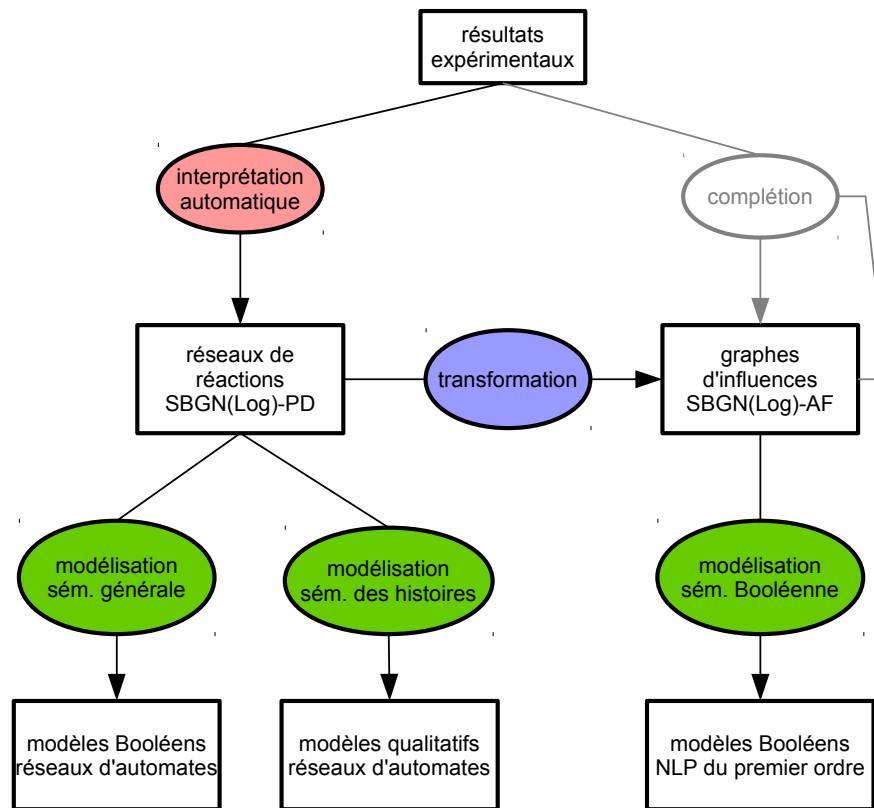 résultats
expérimentaux
interprétation
automatique
complétion
réseaux de
réactions
SBGN(Log)-PD
transformation
graphes
d'influences
SBGN(Log)-AF
modélisation
sém. générale
modélisation
sém. des histoires
modélisation
sém. Booléenne
modèles Booléens
réseaux d'automates
modèles qualitatifs
réseaux d'automates
modèles Booléens
NLP du premier ordre